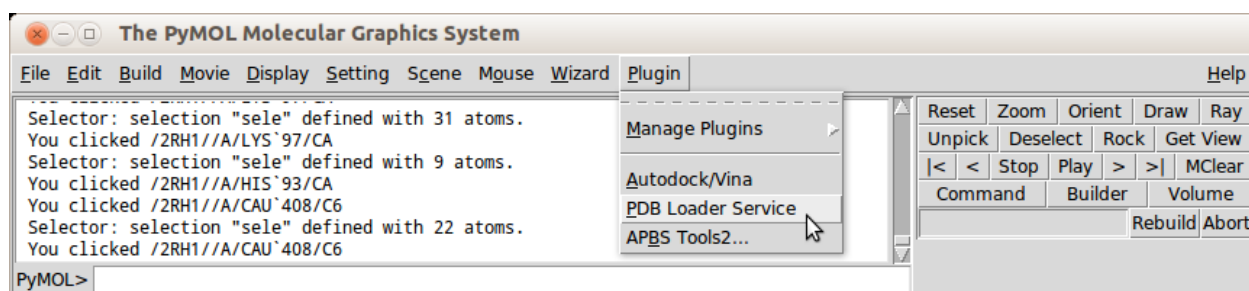 The PyMOL Molecular Graphics System
File Edit Build Movie Display Setting Scene Mouse Wizard Plugin Help
Selector: selection "sele" defined with 31 atoms.
You clicked /2RH1//A/LYS`97/CA
Selector: selection "sele" defined with 9 atoms.
You clicked /2RH1//A/HIS`93/CA
You clicked /2RH1//A/CAU`408/C6
Selector: selection "sele" defined with 22 atoms.
You clicked /2RH1//A/CAU`408/C6
PyMOL>
Manage Plugins
Autodock/Vina
PDB Loader Service
APBS Tools2...
Reset Zoom Orient Draw Ray
Unpick Deselect Rock Get View
|< < Stop Play > >| MClear
Command Builder Volume
Rebuild Abort